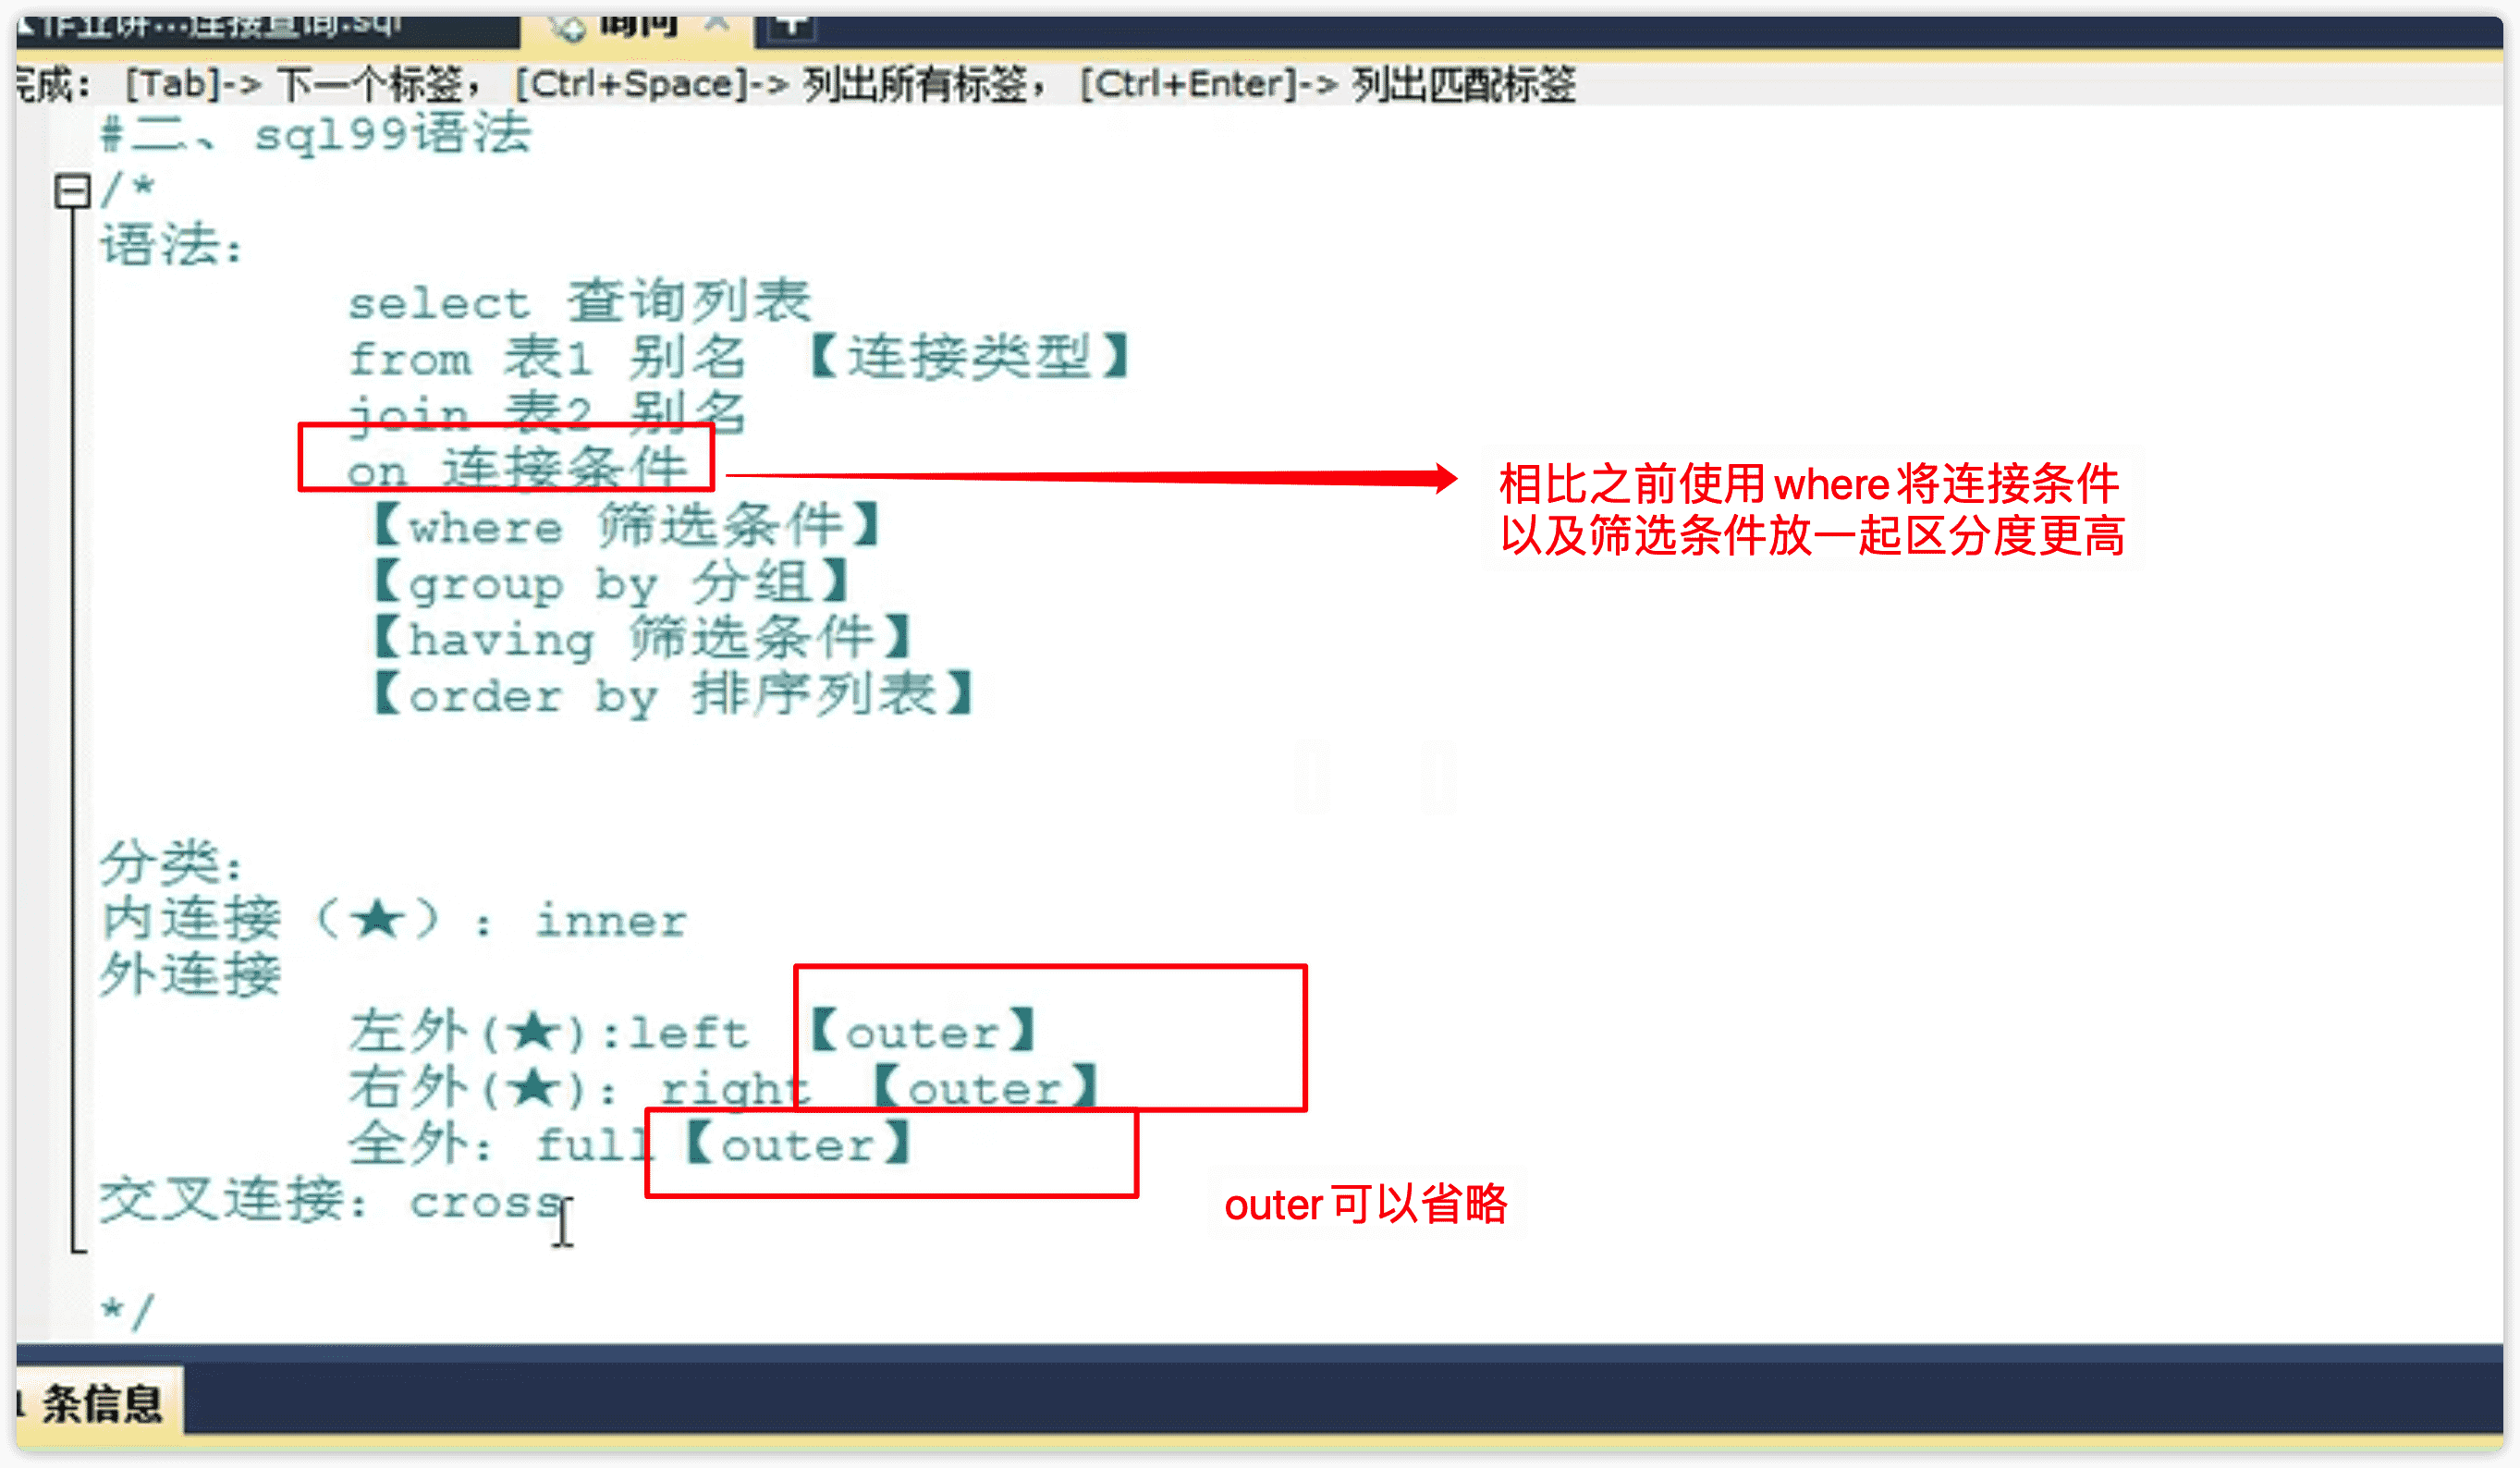 作业讲...连接查询.sql 询问
完成： [Tab]-> 下一个标签， [Ctrl+Space]-> 列出所有标签， [Ctrl+Enter]-> 列出匹配标签
#二、sql99语法
/*
语法：
select 查询列表
from 表1 别名 【连接类型】
join 表2 别名
on 连接条件
【where 筛选条件】
【group by 分组】
【having 筛选条件】
【order by 排序列表】
相比之前使用where将连接条件
以及筛选条件放一起区分度更高
分类：
内连接（★）：inner
外连接
左外(★):left 【outer】
右外(★)：right 【outer】
全外：full【outer】
交叉连接：cross
outer可以省略
*/
1 条信息